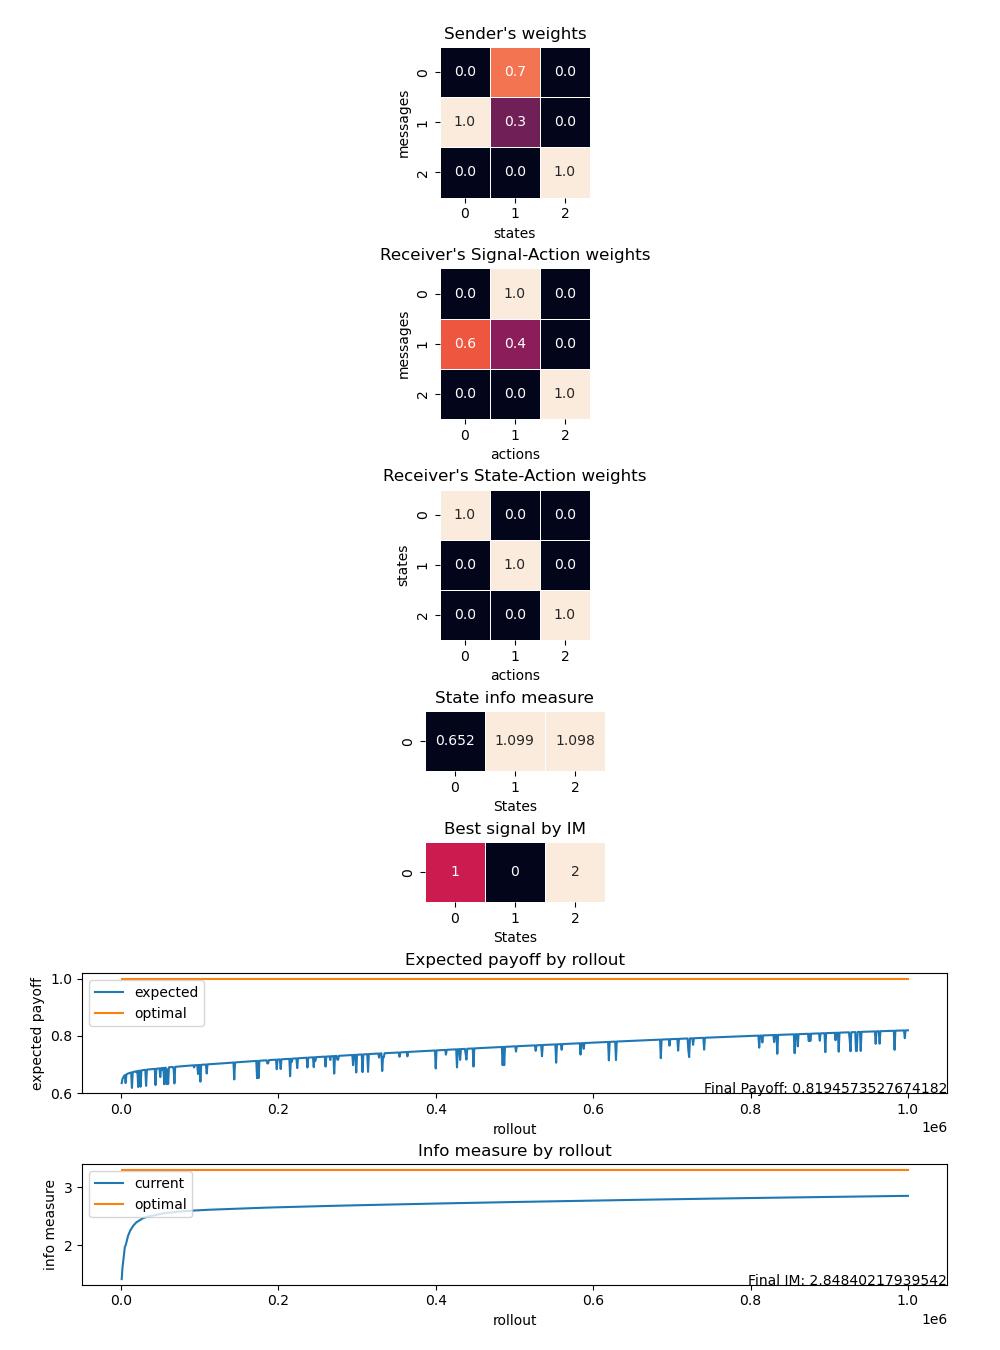 Sender's weights
0 0.0 0.7 0.0
1 1.0 0.3 0.0
2 0.0 0.0 1.0
messages
0 1 2
states
Receiver's Signal-Action weights
0 0.0 1.0 0.0
1 0.6 0.4 0.0
2 0.0 0.0 1.0
messages
0 1 2
actions
Receiver's State-Action weights
0 1.0 0.0 0.0
1 0.0 1.0 0.0
2 0.0 0.0 1.0
states
0 1 2
actions
State info measure
0 0.652 1.099 1.098
0 1 2
States
Best signal by IM
0 1 0 2
0 1 2
States
Expected payoff by rollout
expected payoff
1.0
0.8
0.6
expected
optimal
Final Payoff: 0.8194573527674182
0.0 0.2 0.4 0.6 0.8 1.0
1e6
rollout
Info measure by rollout
info measure
3
2
current
optimal
Final IM: 2.84840217939542
0.0 0.2 0.4 0.6 0.8 1.0
1e6
rollout